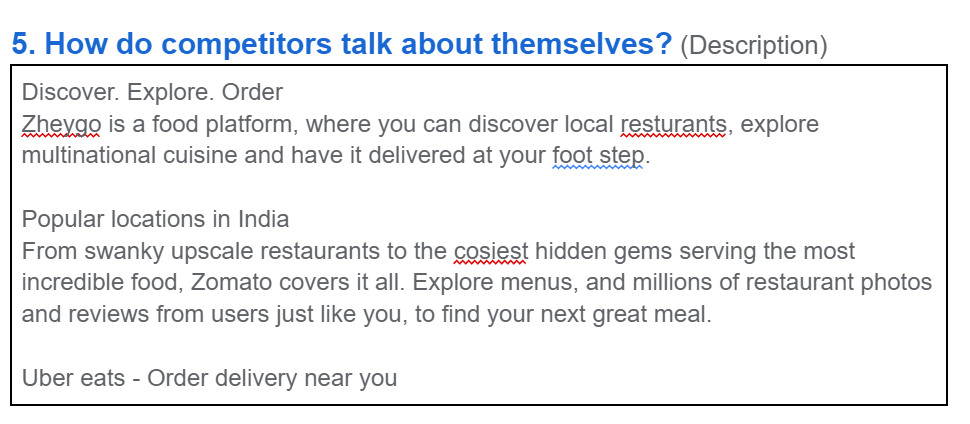 5. How do competitors talk about themselves? (Description)
Discover. Explore. Order
Zheygo is a food platform, where you can discover local resturants, explore
multinational cuisine and have it delivered at your foot step.
Popular locations in India
From swanky upscale restaurants to the cosiest hidden gems serving the most
incredible food, Zomato covers it all. Explore menus, and millions of restaurant photos
and reviews from users just like you, to find your next great meal.
Uber eats - Order delivery near you